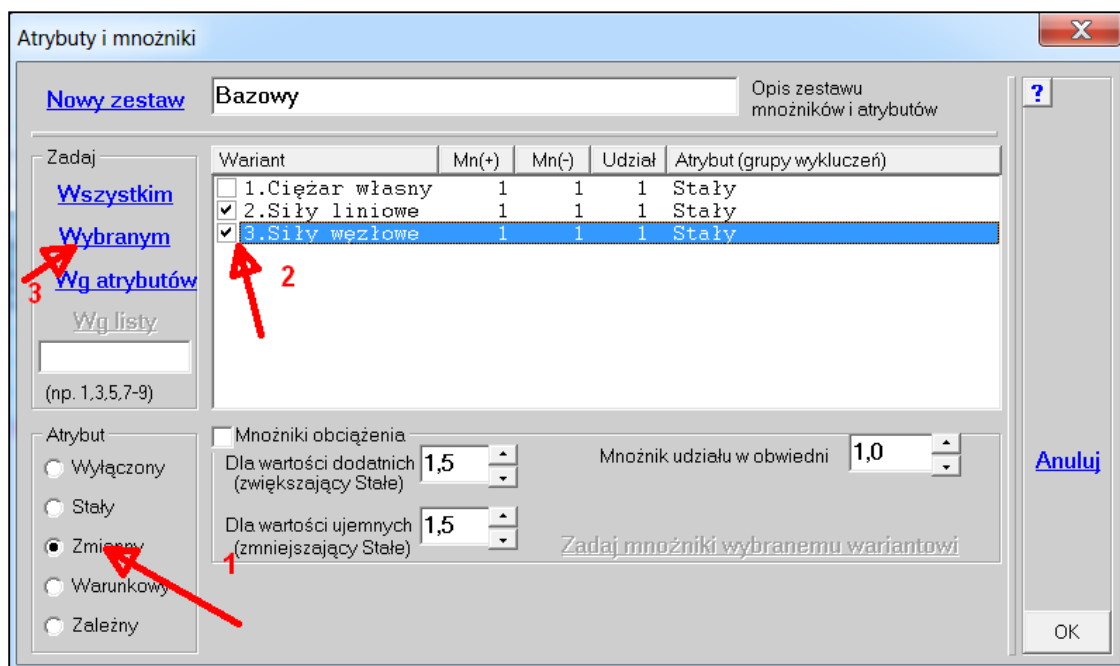 Atrybuty i mnożniki
X
Nowy zestaw
Bazowy
Opis zestawu
mnożników i atrybutów
?
Zadaj
Wszystkim
Wybranym
3
Wg atrybutów
Wg listy
(np. 1,3,5,7-9)
Wariant Mn(+) Mn(-) Udział Atrybut (grupy wykluczeń)
1.Ciężar własny 1 1 1 Stały
2.Siły liniowe 1 1 1 Stały
3.Siły węzłowe 1 1 1 Stały
2
Atrybut
Wyłączony
Stały
Zmienny
Warunkowy
Zależny
1
Mnożniki obciążenia
Dla wartości dodatnich 1,5
(zwiększający Stałe)
Dla wartości ujemnych 1,5
(zmniejszający Stałe)
Mnożnik udziału w obwiedni 1,0
Zadaj mnożniki wybranemu wariantowi
Anuluj
OK